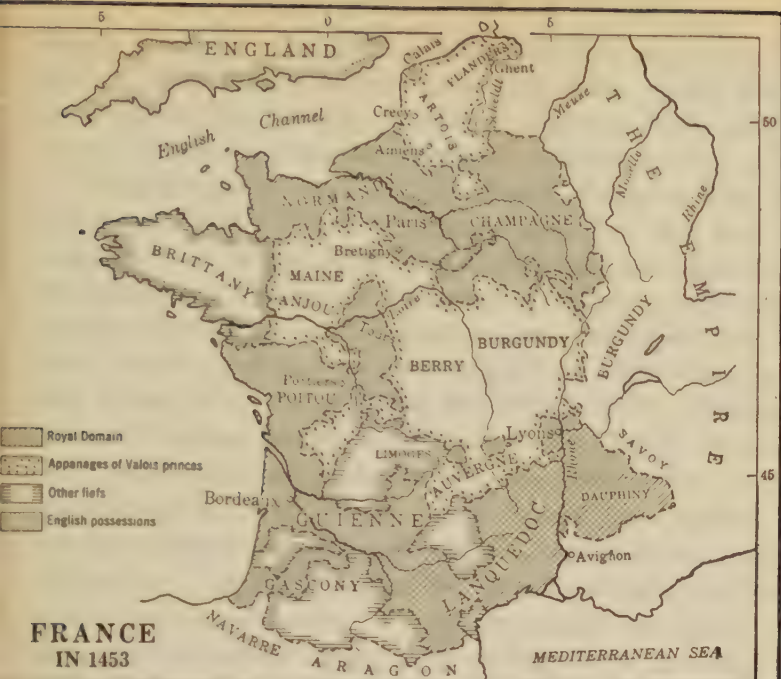 5 0 5
ENGLAND
Calais
FLANDERS
Ghent
Scheldt
Crecy
ARTOIS
Amiens
English Channel
50
Meuse
Moselle
Rhine
THE EMPIRE
NORMANDY
Paris
CHAMPAGNE
BRITTANY
Bretigny
MAINE
ANJOU
Loire
Tours
BERRY
BURGUNDY
BURGUNDY
Poitiers
POITOU
Royal Domain
Appanages of Valois princes
Other fiefs
English possessions
LIMOGES
AUVERGNE
Lyons
Rhone
SAVOY
DAUPHINY
45
Bordeaux
GUIENNE
LANQUEDOC
Avignon
GASCONY
NAVARRE
ARAGON
FRANCE
IN 1453
MEDITERRANEAN SEA